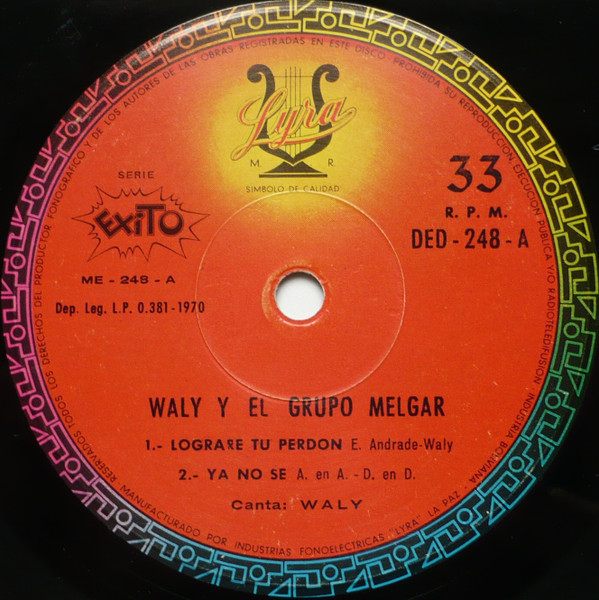 RESERVADOS TODOS LOS DERECHOS DEL PRODUCTOR FONOGRAFICO Y DE LOS AUTORES DE LAS OBRAS REGISTRADAS EN ESTE DISCO. PROHIBIDA SU REPRODUCCION, EJECUCION PUBLICA Y/O RADIOTELEDIFUSION INDUSTRIA BOLIVIANA
Lyra
M. R.
SIMBOLO DE CALIDAD
SERIE
EXITO
ME - 248 - A
Dep. Leg. L.P. 0.381-1970
33
R. P. M.
DED - 248 - A
WALY Y EL GRUPO MELGAR
1.- LOGRARE TU PERDON E. Andrade-Waly
2.- YA NO SE A. en A. - D. en D.
Canta: WALY
MANUFACTURADO POR INDUSTRIAS FONOELECTRICAS "LYRA" LA PAZ -